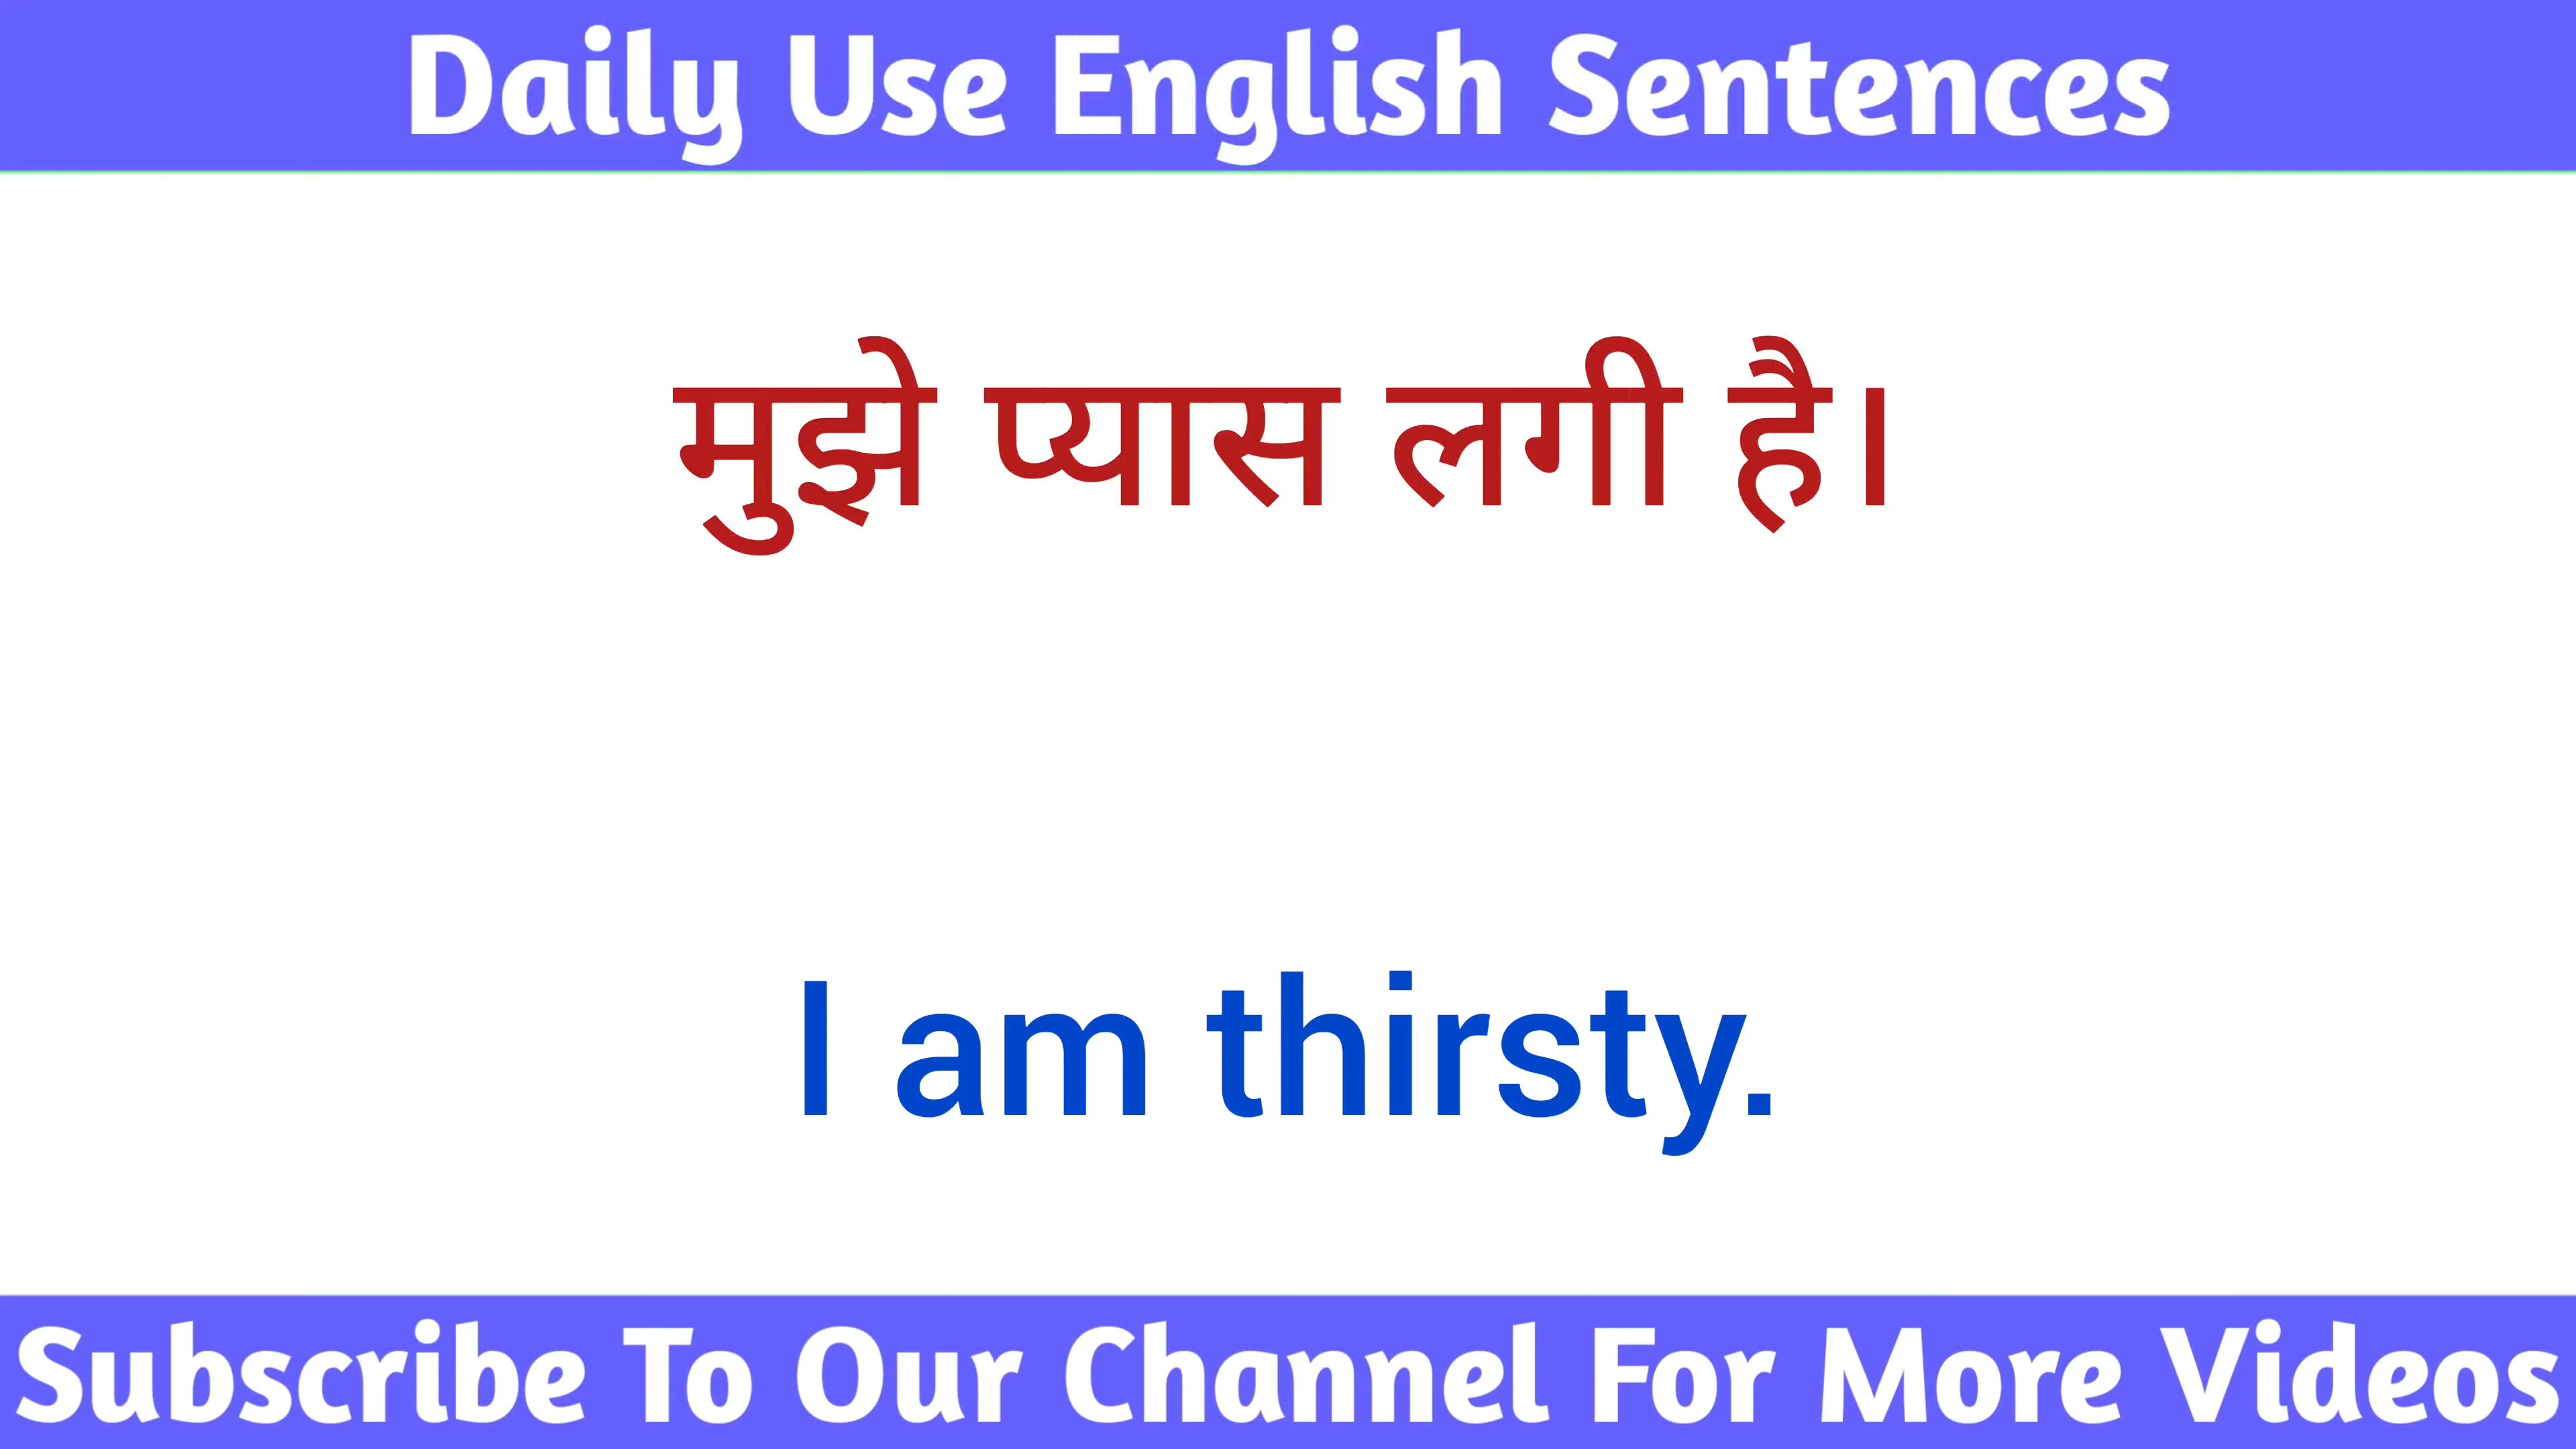 Daily Use English Sentences
मुझे प्यास लगी है।
I am thirsty.
Subscribe To Our Channel For More Videos